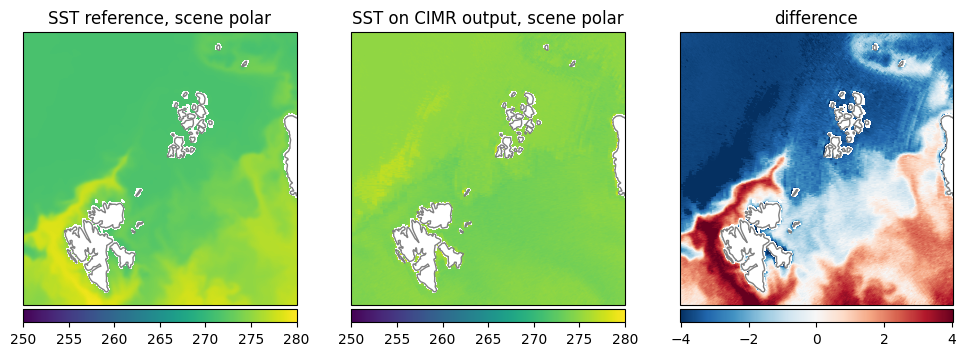 SST reference, scene polar
SST on CIMR output, scene polar
difference
250 255 260 265 270 275 280
250 255 260 265 270 275 280
−4 −2 0 2 4